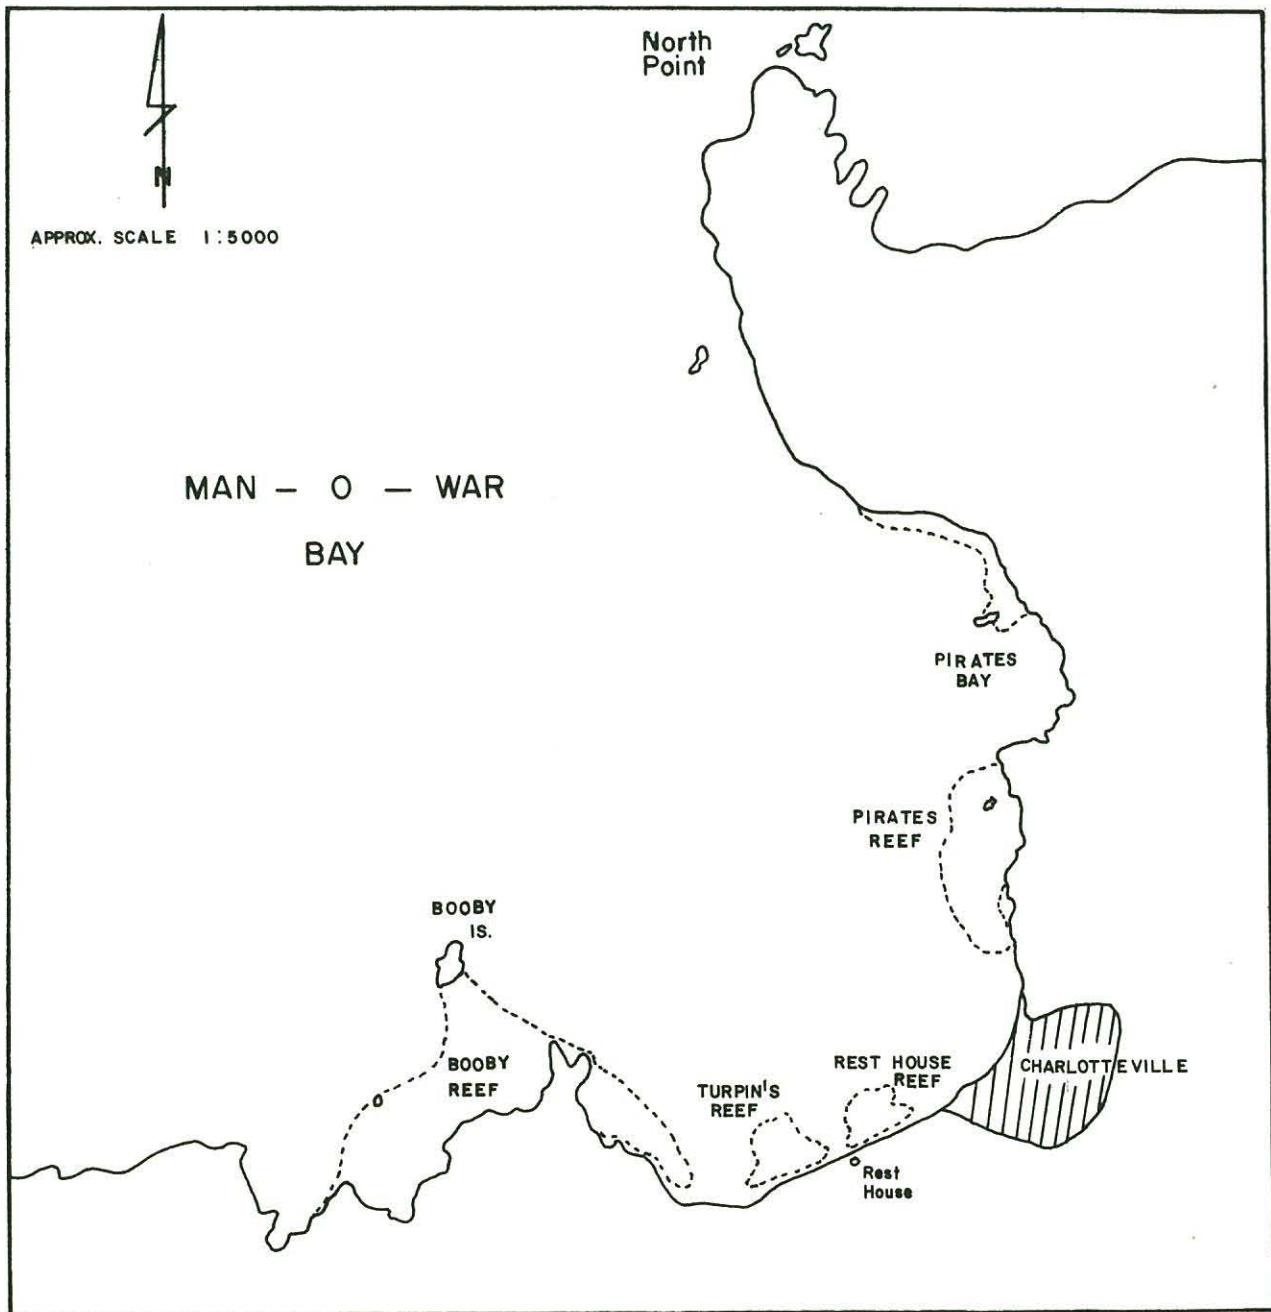 North
Point
N
APPROX. SCALE 1:5000
MAN – O – WAR
BAY
PIRATES
BAY
PIRATES
REEF
BOOBY
IS.
BOOBY
REEF
TURPIN'S
REEF
REST HOUSE
REEF
CHARLOTTEVILLE
Rest
House